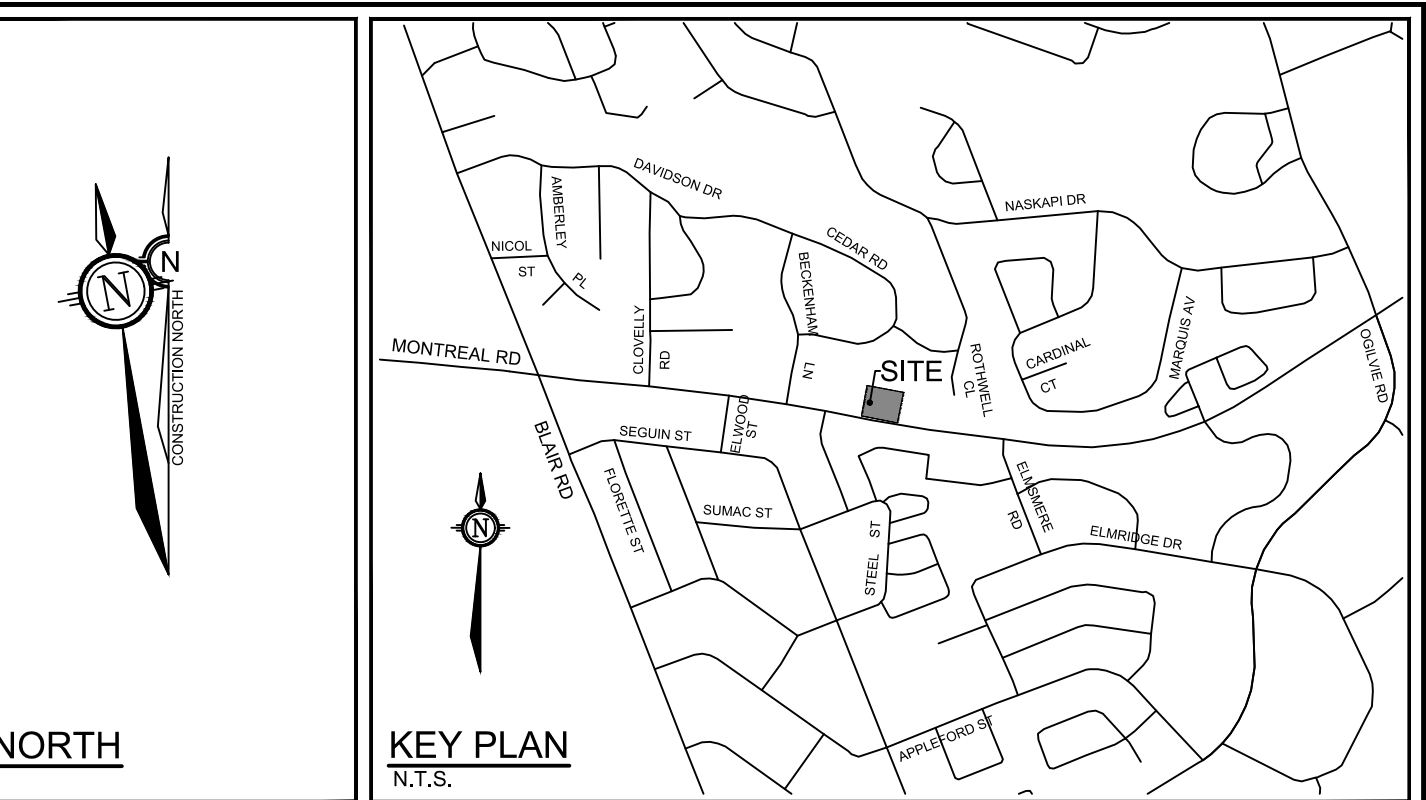 N
N
CONSTRUCTION NORTH
NORTH
DAVIDSON DR
AMBERLEY
PL
NICOL
ST
NASKAPI DR
CEDAR RD
BECKENHAM
LN
CLOVELLY
RD
MONTREAL RD
SITE
ROTHWELL
CL
CARDINAL
CT
MARQUIS AV
OGILVIE RD
BLAIR RD
SEGUIN ST
ELWOOD
ST
FLORETTE ST
SUMAC ST
STEEL ST
ELMSMERE
RD
ELMRIDGE DR
APPLEFORD ST
N
KEY PLAN
N.T.S.